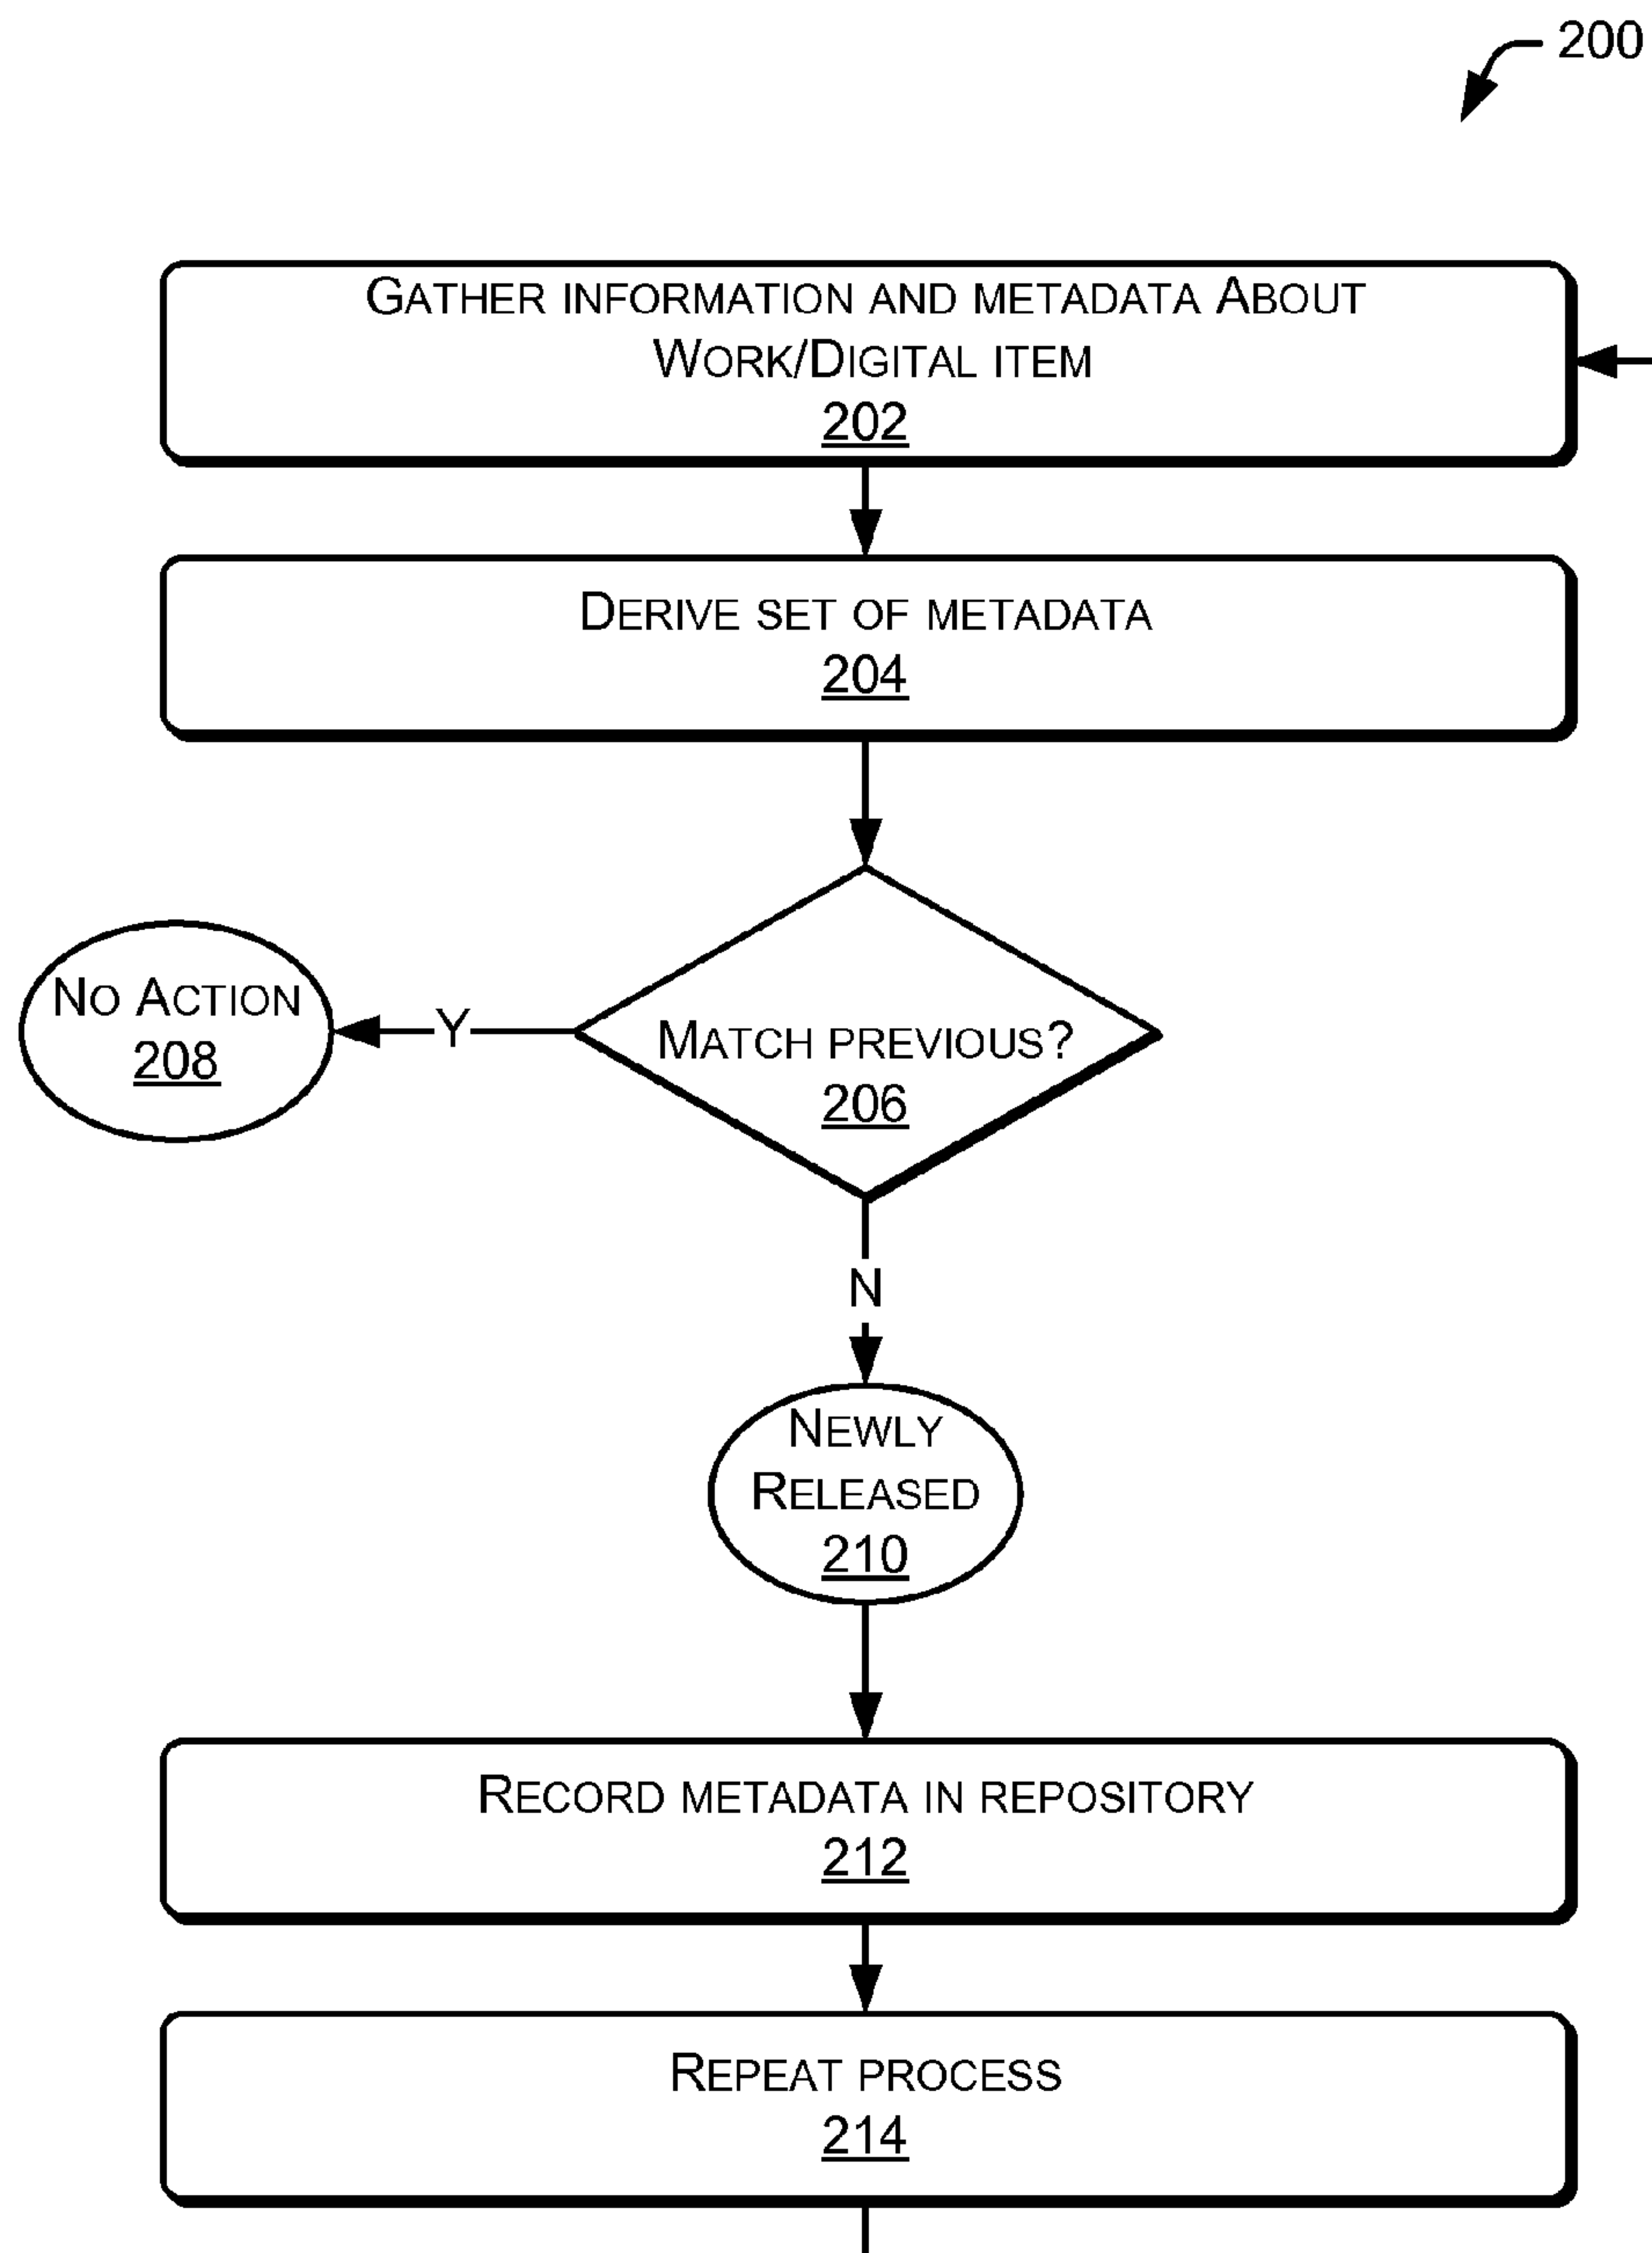 200
GATHER INFORMATION AND METADATA ABOUT
WORK/DIGITAL ITEM
202
DERIVE SET OF METADATA
204
MATCH PREVIOUS?
206
Y
NO ACTION
208
N
NEWLY
RELEASED
210
RECORD METADATA IN REPOSITORY
212
REPEAT PROCESS
214